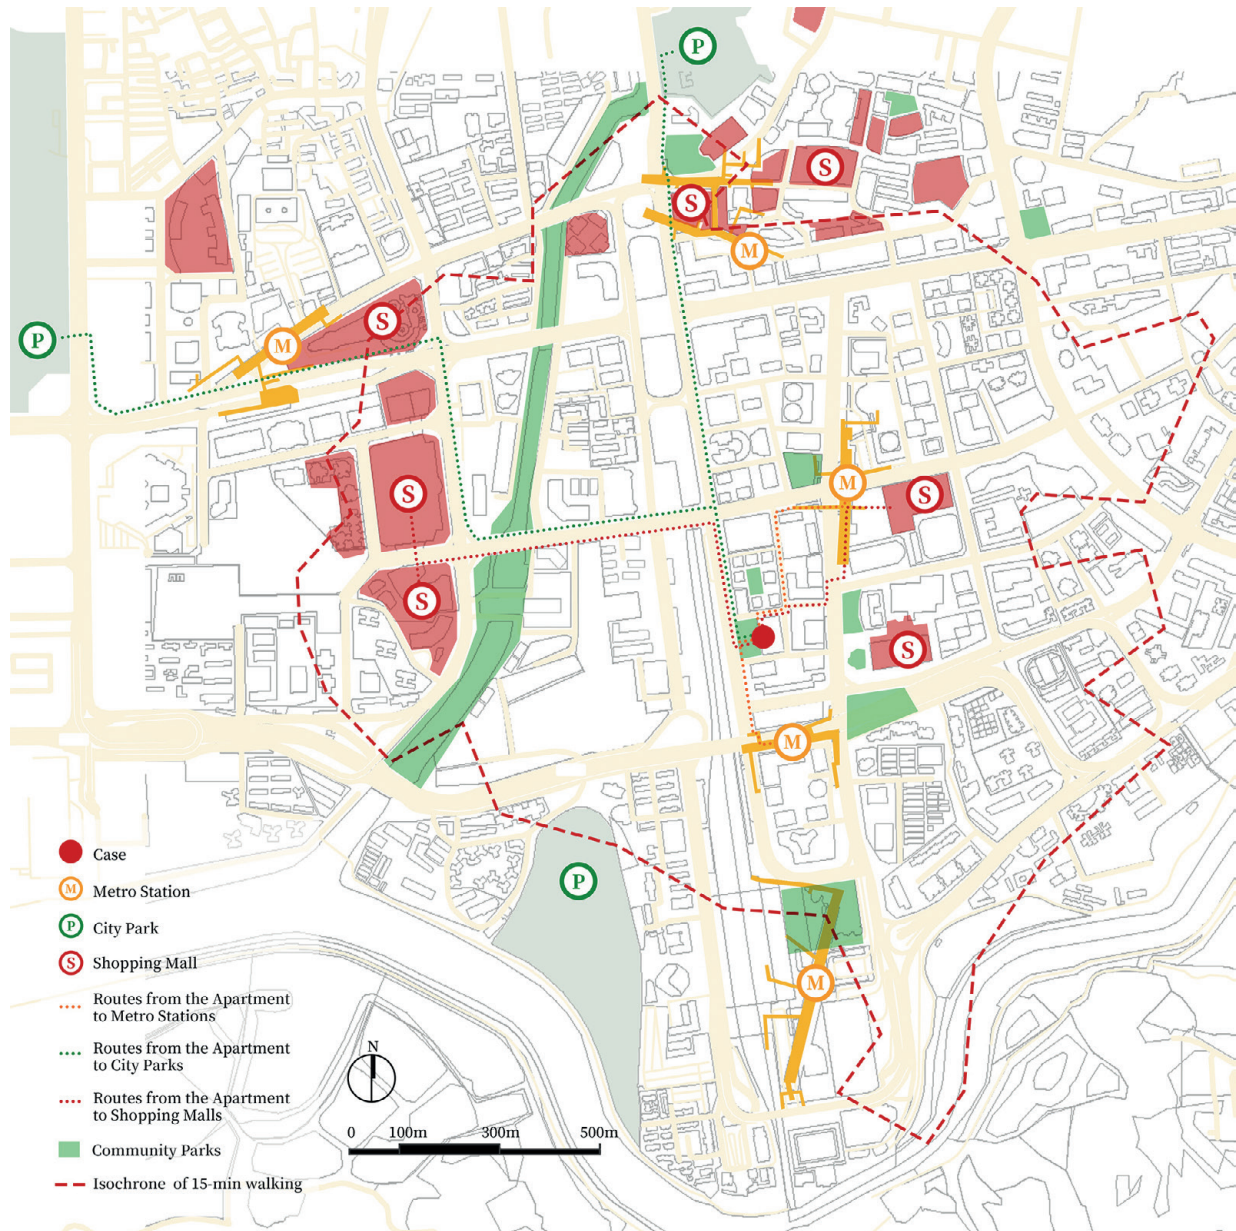 P
S
S
M
P
M
S
S
M
S
S
S
M
P
M
Case
M Metro Station
P City Park
S Shopping Mall
Routes from the Apartment
to Metro Stations
Routes from the Apartment
to City Parks
Routes from the Apartment
to Shopping Malls
Community Parks
Isochrone of 15-min walking
N
0 100m 300m 500m